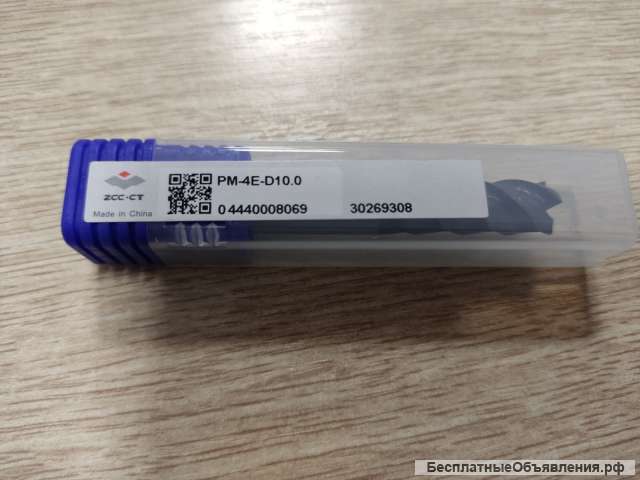 ZCC·CT
Made in China
PM-4E-D10.0
0 4440008069 30269308
БесплатныеОбъявления.рф